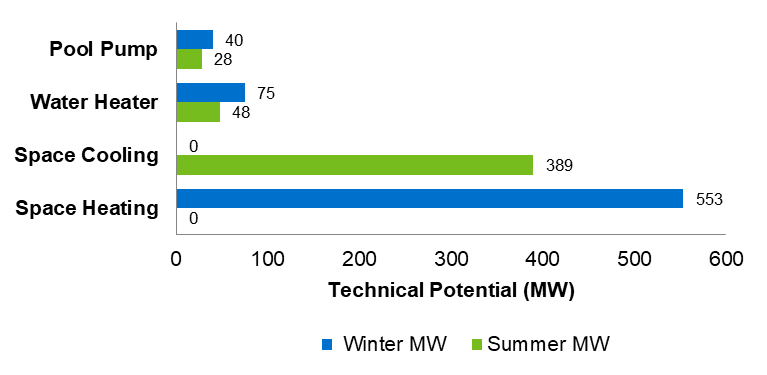 Pool Pump
40
28
Water Heater
75
48
Space Cooling
0
389
Space Heating
553
0
0 100 200 300 400 500 600
Technical Potential (MW)
Winter MW Summer MW